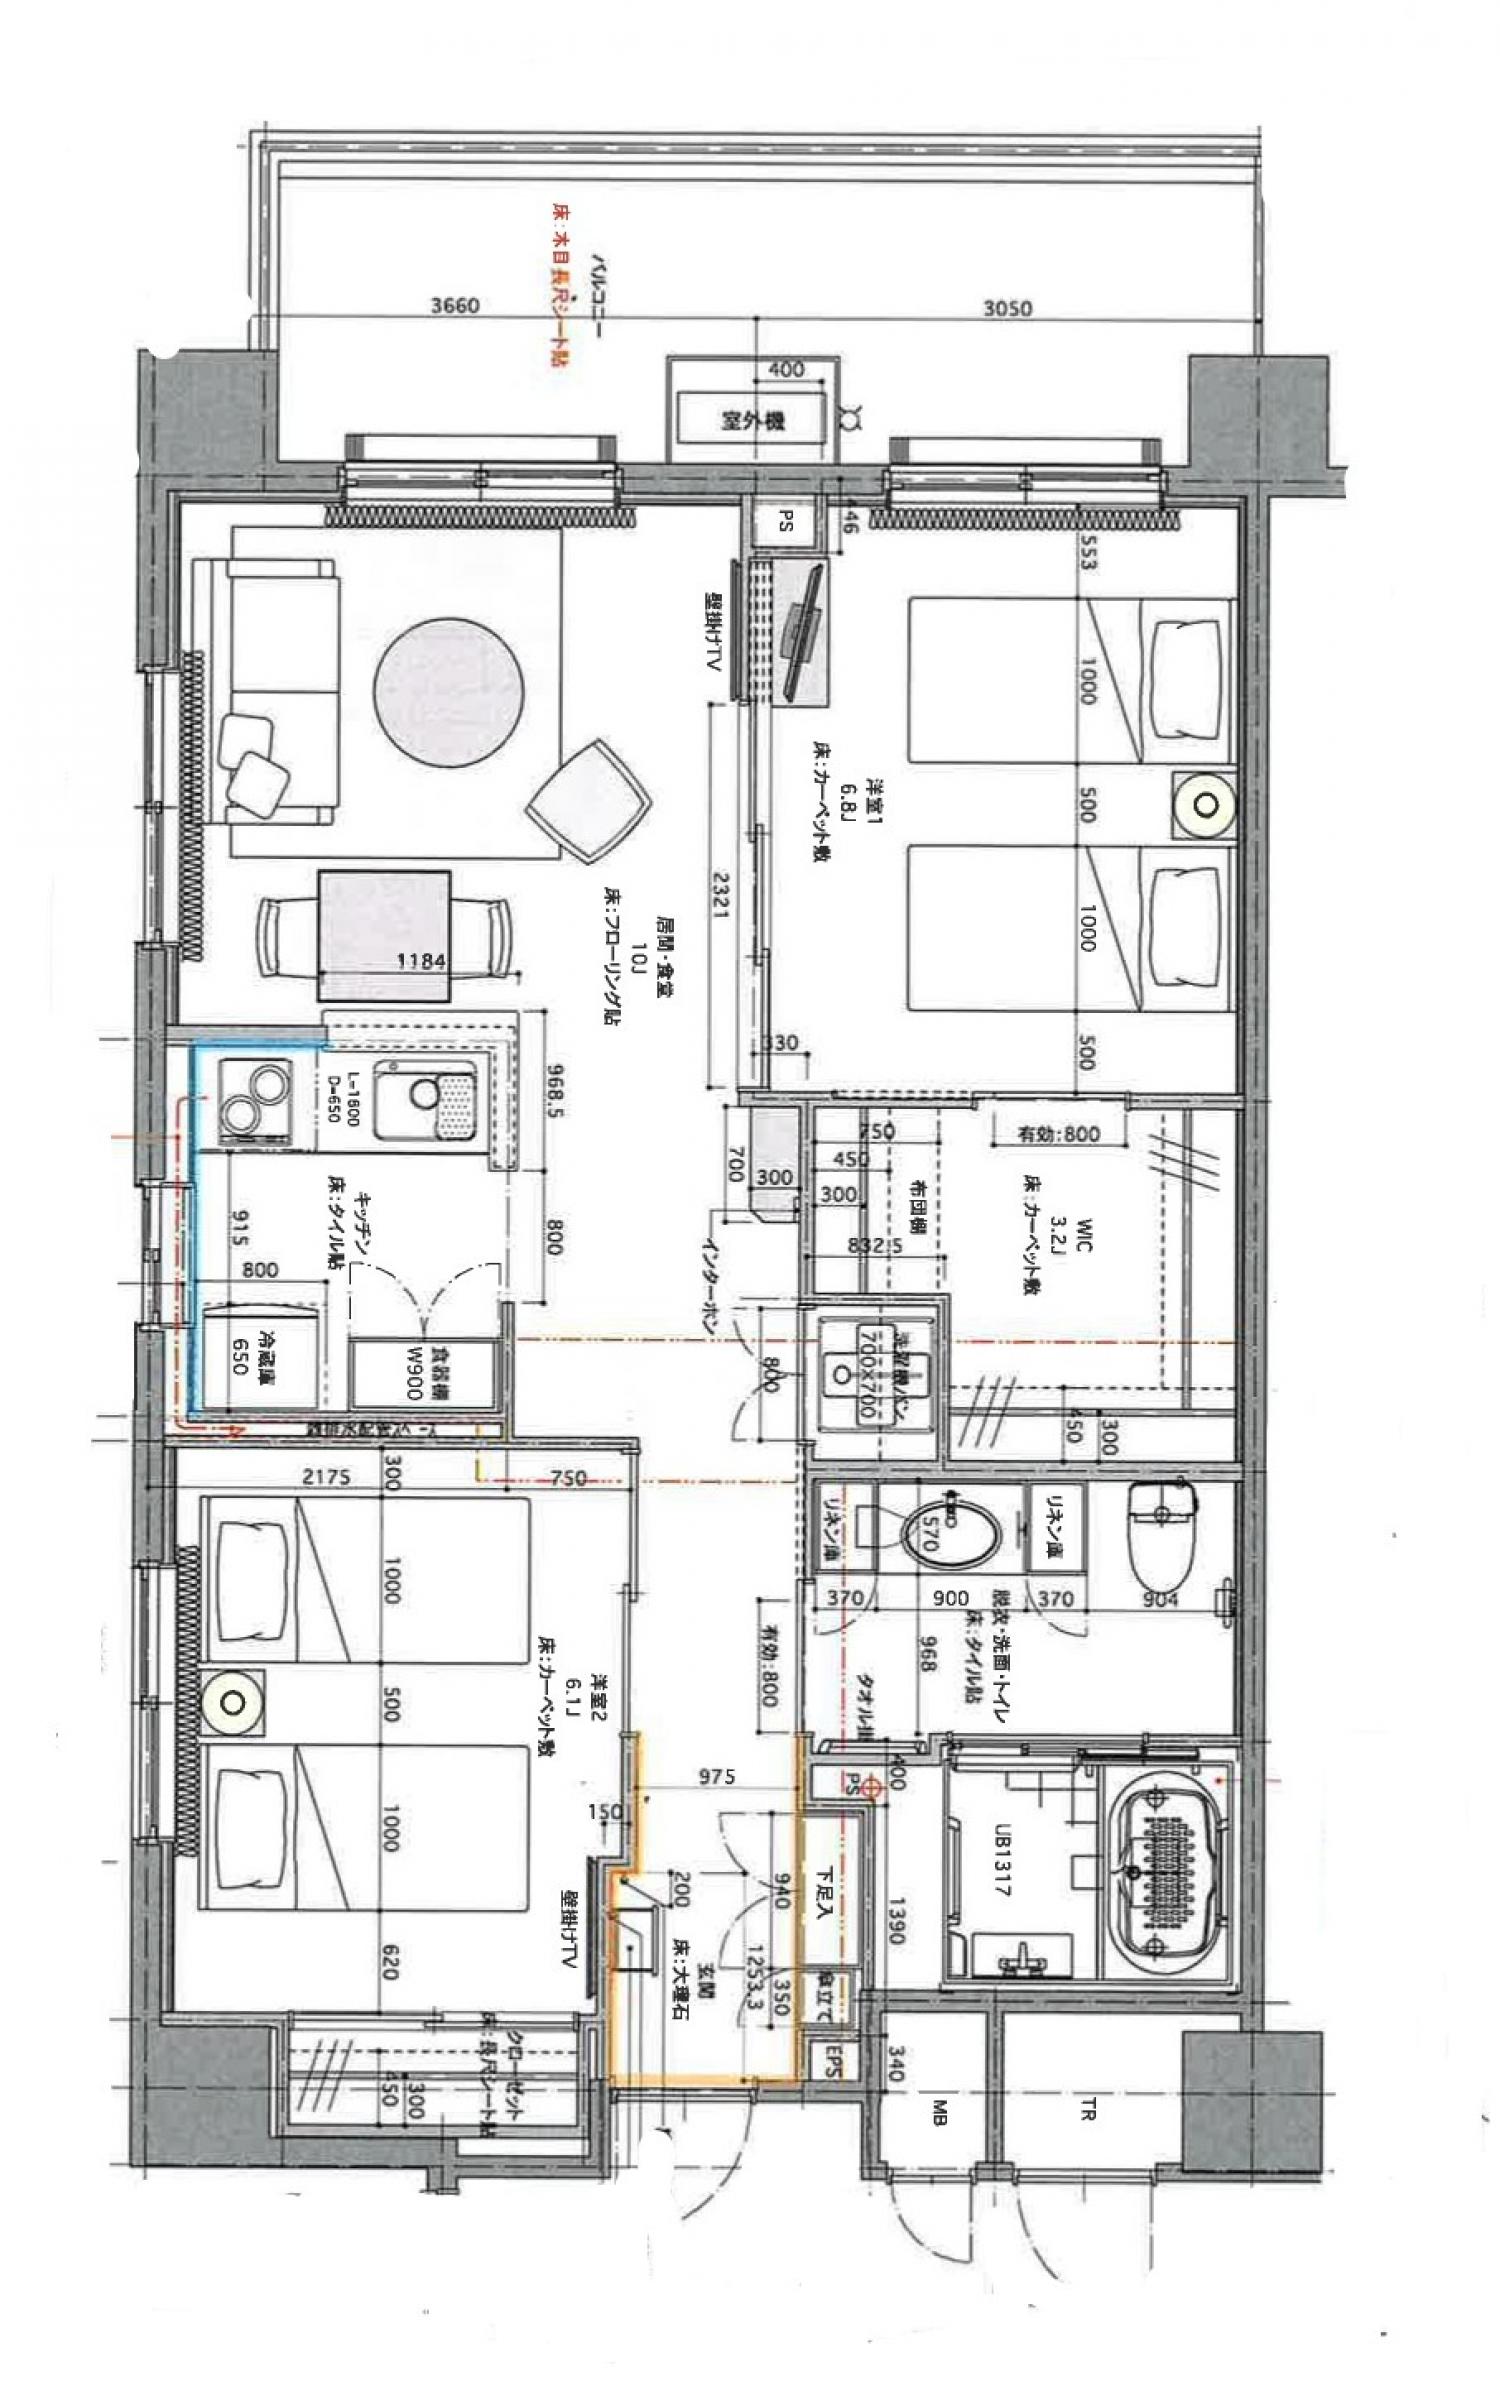 床：木目長尺シート貼
バルコニー
3660
3050
400
室外機
PS
446
553
壁掛けTV
1000
洋室1
6.8J
床：カーペット敷
500
2321
1000
居間・食堂
10J
床：フローリング貼
1184
500
330
968.5
L=1600
D=650
700
300
750
450
300
有効:800
布団棚
WIC
3.2J
床：カーペット敷
832.5
キッチン
床：タイル貼
915
800
800
インターホン
冷蔵庫
650
食器棚
W900
800
洗濯機パン
700×700
450
300
2175
300
750
リネン庫
570
リネン庫
1000
370
900
370
904
脱衣・洗面・トイレ
床：タイル貼
968
有効:800
タオル掛
洋室2
6.1J
床：カーペット敷
500
975
400
PS
150
1000
UB1317
下足入
940
200
1390
壁掛けTV
玄関
床：大理石
1253.3
350
傘立て
620
クローゼット
床：長尺シート貼
450
300
EPS
340
MB
TR